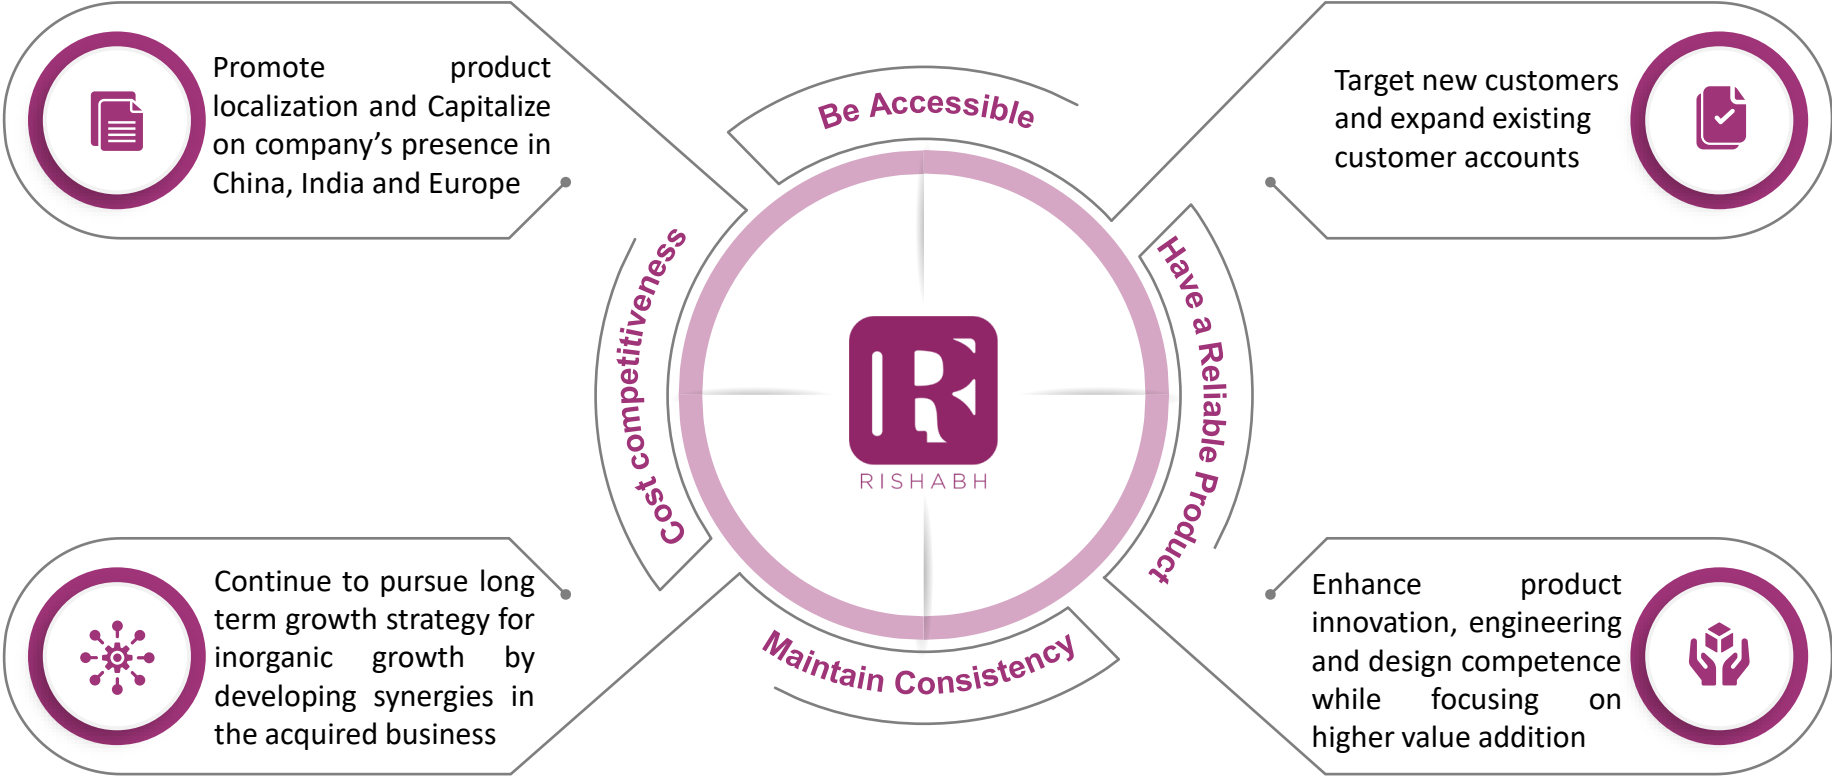 Promote product
localization and Capitalize
on company’s presence in
China, India and Europe
Be Accessible
Target new customers
and expand existing
customer accounts
Cost competitiveness
Have a Reliable Product
RISHABH
Continue to pursue long
term growth strategy for
inorganic growth by
developing synergies in
the acquired business
Maintain Consistency
Enhance product
innovation, engineering
and design competence
while focusing on
higher value addition